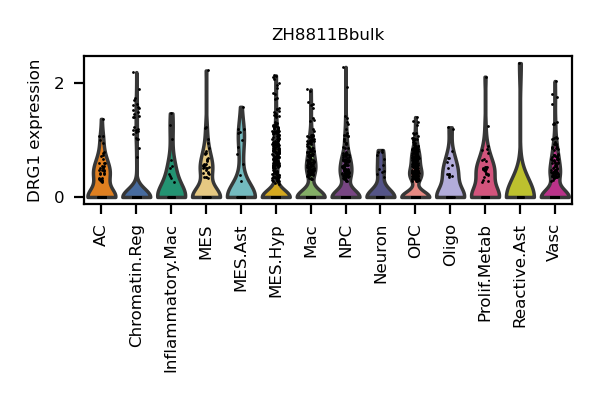 ZH8811Bbulk
DRG1 expression
2
0
AC
Chromatin.Reg
Inflammatory.Mac
MES
MES.Ast
MES.Hyp
Mac
NPC
Neuron
OPC
Oligo
Prolif.Metab
Reactive.Ast
Vasc